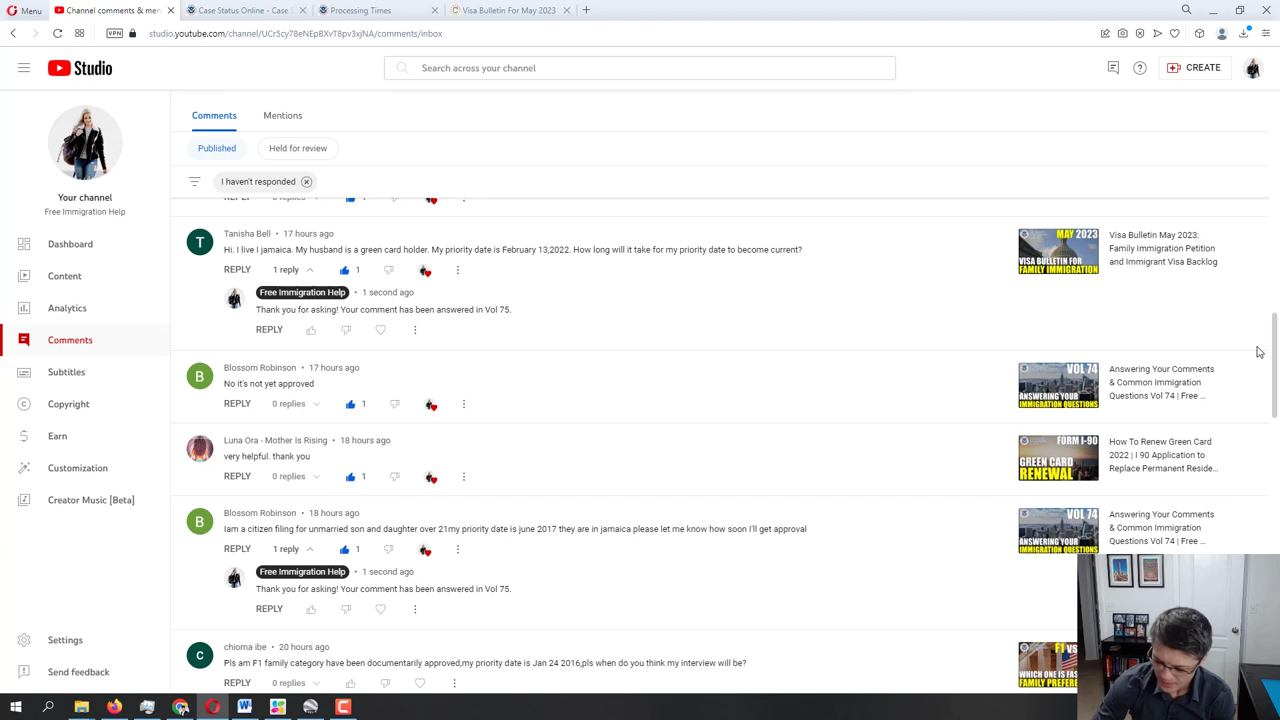 Menu
Channel comments & men
Case Status Online - Case S
Processing Times
Visa Bulletin For May 2023
VPN
studio.youtube.com/channel/UCr5cy78eNEpBXvT8pv3xjNA/comments/inbox
Studio
Search across your channel
CREATE
Your channel
Free Immigration Help
Dashboard
Content
Analytics
Comments
Subtitles
Copyright
Earn
Customization
Creator Music [Beta]
Settings
Send feedback
Comments
Mentions
Published
Held for review
I haven't responded
T
Tanisha Bell • 17 hours ago
Hi. I live I jamaica. My husband is a green card holder. My priority date is February 13,2022. How long will it take for my priority date to become current?
REPLY 1 reply 1
Free Immigration Help • 1 second ago
Thank you for asking! Your comment has been answered in Vol 75.
REPLY
MAY 2023
VISA BULLETIN FOR
FAMILY IMMIGRATION
Visa Bulletin May 2023:
Family Immigration Petition
and Immigrant Visa Backlog
B
Blossom Robinson • 17 hours ago
No it's not yet approved
REPLY 0 replies 1
VOL 74
ANSWERING YOUR
IMMIGRATION QUESTIONS
Answering Your Comments
& Common Immigration
Questions Vol 74 | Free ...
Luna Ora - Mother Is Rising • 18 hours ago
very helpful. thank you
REPLY 0 replies 1
FORM I-90
GREEN CARD
RENEWAL
How To Renew Green Card
2022 | I 90 Application to
Replace Permanent Reside...
B
Blossom Robinson • 18 hours ago
Iam a citizen filing for unmarried son and daughter over 21my priority date is june 2017 they are in jamaica please let me know how soon I'll get approval
REPLY 1 reply 1
Free Immigration Help • 1 second ago
Thank you for asking! Your comment has been answered in Vol 75.
REPLY
VOL 74
ANSWERING YOUR
IMMIGRATION QUESTIONS
Answering Your Comments
& Common Immigration
Questions Vol 74 | Free ...
C
chioma ibe • 20 hours ago
Pls am F1 family category have been documentarily approved,my priority date is Jan 24 2016,pls when do you think my interview will be?
REPLY 0 replies
F1 VS
WHICH ONE IS FAS
FAMILY PREFERE